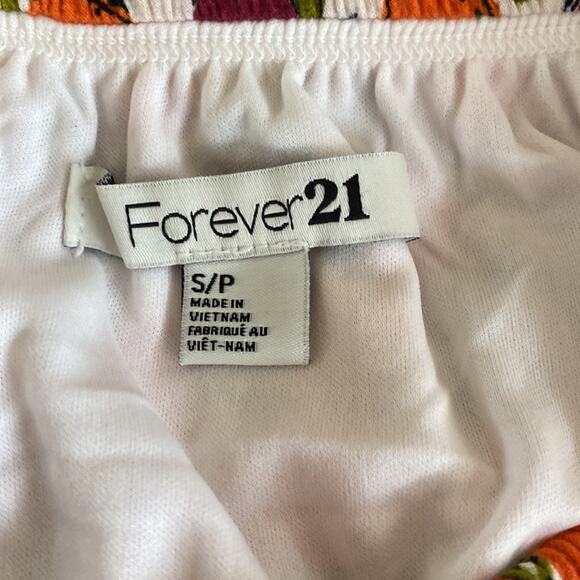 Forever21
S/P
MADE IN
VIETNAM
FABRIQUÉ AU
VIÊT-NAM